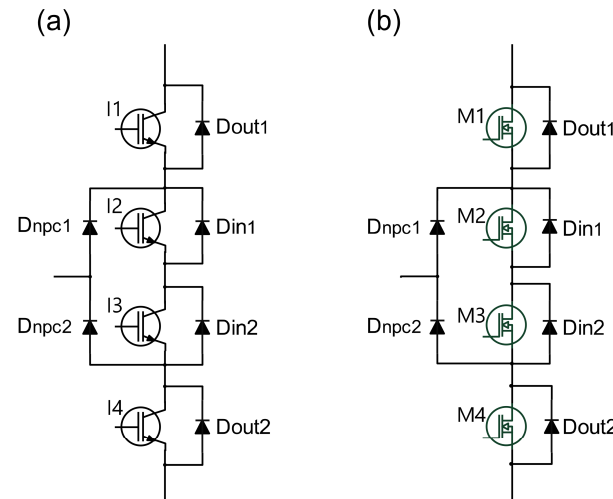 (a)
(b)
I1
Dout1
Dnpc1
I2
Din1
Dnpc2
I3
Din2
I4
Dout2
M1
Dout1
Dnpc1
M2
Din1
Dnpc2
M3
Din2
M4
Dout2